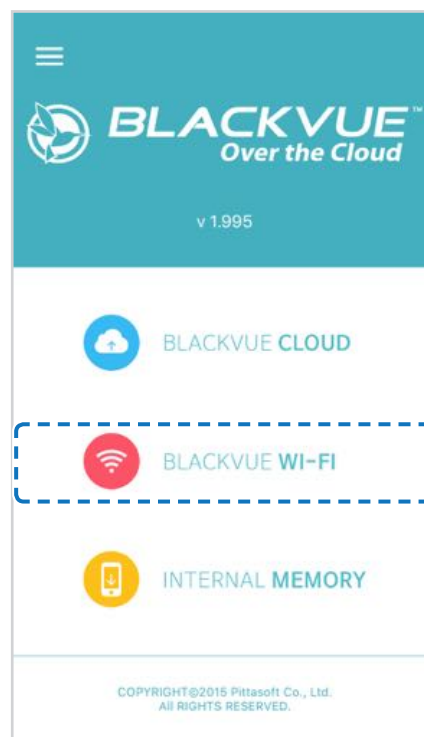 BLACKVUE™
Over the Cloud
v 1.995
BLACKVUE CLOUD
BLACKVUE WI-FI
INTERNAL MEMORY
COPYRIGHT©2015 Pittasoft Co., Ltd.
All RIGHTS RESERVED.